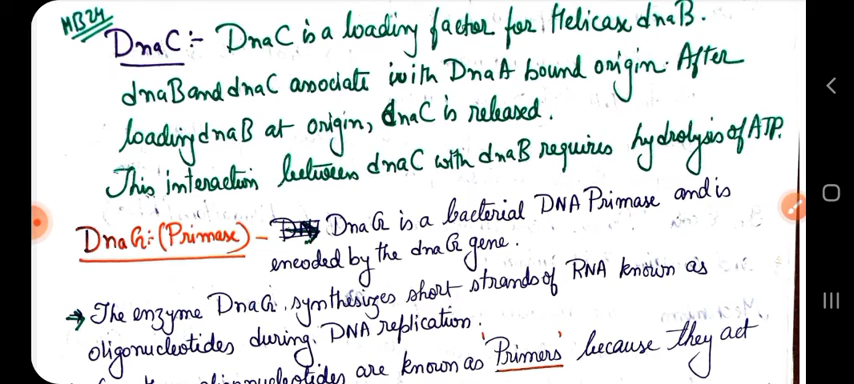 MB24
DnaC :- DnaC is a loading factor for Helicase dnaB.
dnaB and dnaC associate with DnaA bound origin. After
loading dnaB at origin, dnaC is released.
This interaction between dnaC with dnaB requires hydrolysis of ATP.
DnaG:- (Primase) - DnaG is a bacterial DNA Primase and is
encoded by the dnaG gene.
→ The enzyme DnaG, synthesizes short strands of RNA known as
oligonucleotides during DNA replication.
oligonucleotides are known as 'Primers' because they act